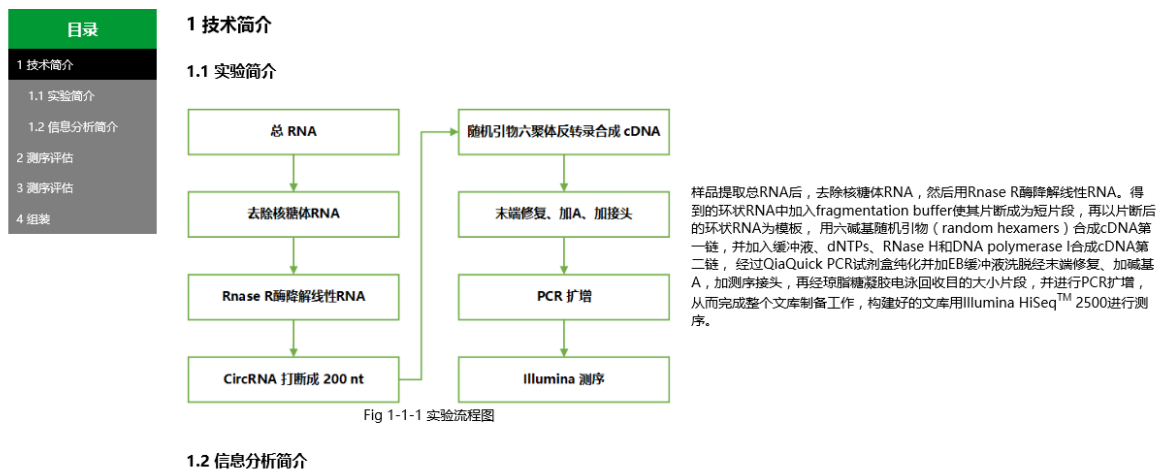 目录
1 技术简介
1.1 实验简介
1.2 信息分析简介
2 测序评估
3 测序评估
4 组装
1 技术简介
1.1 实验简介
总 RNA
去除核糖体RNA
Rnase R酶降解线性RNA
CircRNA 打断成 200 nt
随机引物六聚体反转录合成 cDNA
末端修复、加A、加接头
PCR 扩增
Illumina 测序
Fig 1-1-1 实验流程图
样品提取总RNA后，去除核糖体RNA，然后用Rnase R酶降解线性RNA。得
到的环状RNA中加入fragmentation buffer使其片断成为短片段，再以片断后
的环状RNA为模板， 用六碱基随机引物（random hexamers）合成cDNA第
一链，并加入缓冲液、dNTPs、RNase H和DNA polymerase I合成cDNA第
二链， 经过QiaQuick PCR试剂盒纯化并加EB缓冲液洗脱经末端修复、加碱基
A，加测序接头，再经琼脂糖凝胶电泳回收目的大小片段，并进行PCR扩增，
从而完成整个文库制备工作，构建好的文库用Illumina HiSeq™ 2500进行测
序。
1.2 信息分析简介